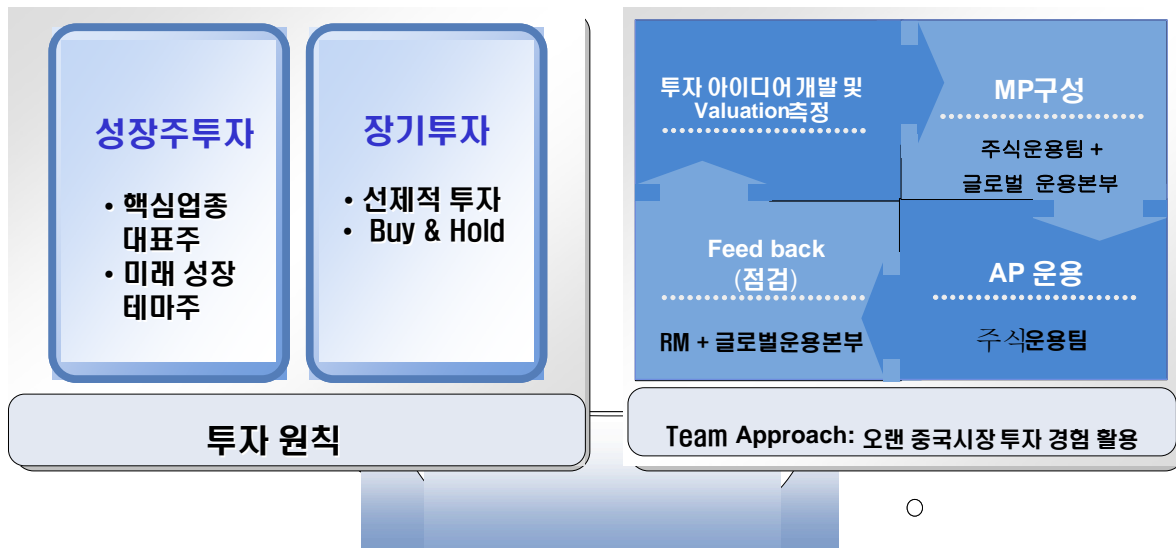 성장주투자
• 핵심업종
대표주
• 미래 성장
테마주
장기투자
• 선제적 투자
• Buy & Hold
투자 원칙
투자 아이디어 개발 및
Valuation측정
MP구성
주식운용팀 +
글로벌 운용본부
Feed back
(점검)
RM + 글로벌운용본부
AP 운용
주식운용팀
Team Approach: 오랜 중국시장 투자 경험 활용